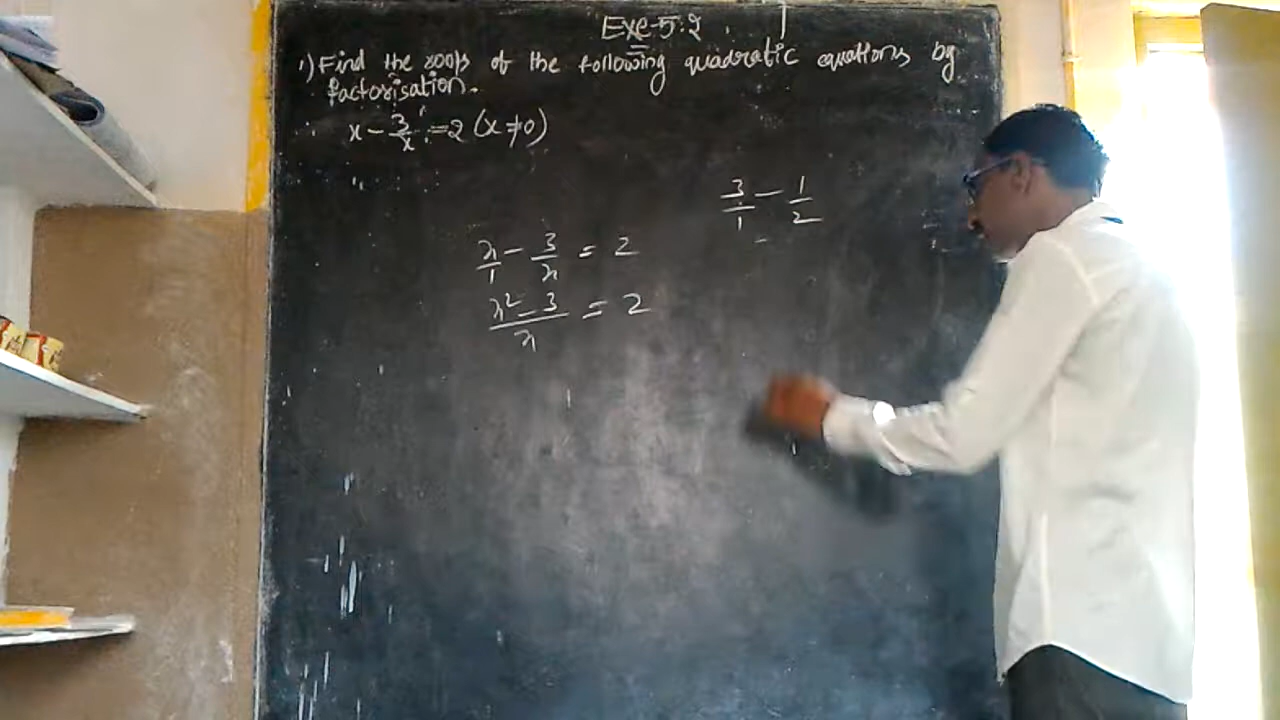 Exe-5.2
1) Find the roots of the following quadratic equations by
factorisation.
x - 3/x = 2 (x ≠ 0)
3/1 - 1/2
x/1 - 3/x = 2
x² - 3/x = 2